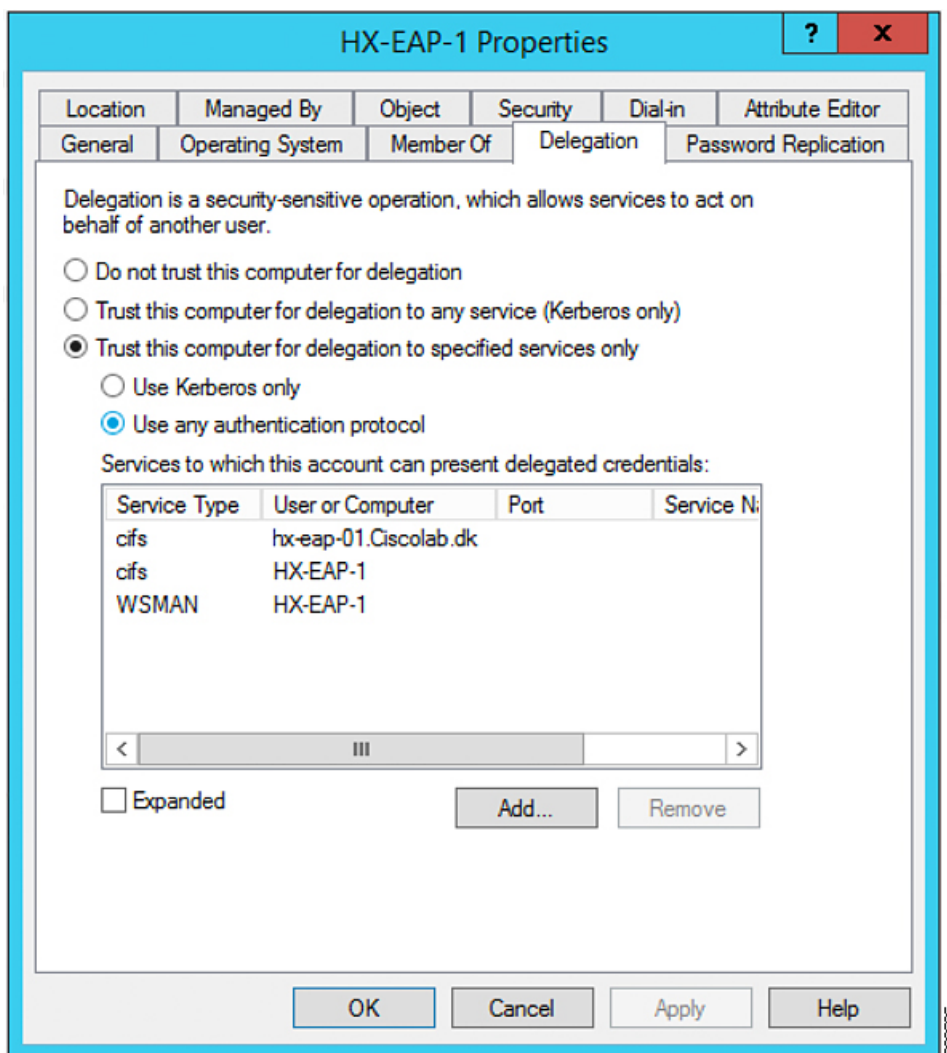 HX-EAP-1 Properties
?
x
Location Managed By Object Security Dial-in Attribute Editor
General Operating System Member Of Delegation Password Replication
Delegation is a security-sensitive operation, which allows services to act on
behalf of another user.
Do not trust this computer for delegation
Trust this computer for delegation to any service (Kerberos only)
Trust this computer for delegation to specified services only
Use Kerberos only
Use any authentication protocol
Services to which this account can present delegated credentials:
Service Type User or Computer Port Service Na
cifs hx-eap-01.Ciscolab.dk
cifs HX-EAP-1
WSMAN HX-EAP-1
Expanded Add... Remove
OK Cancel Apply Help